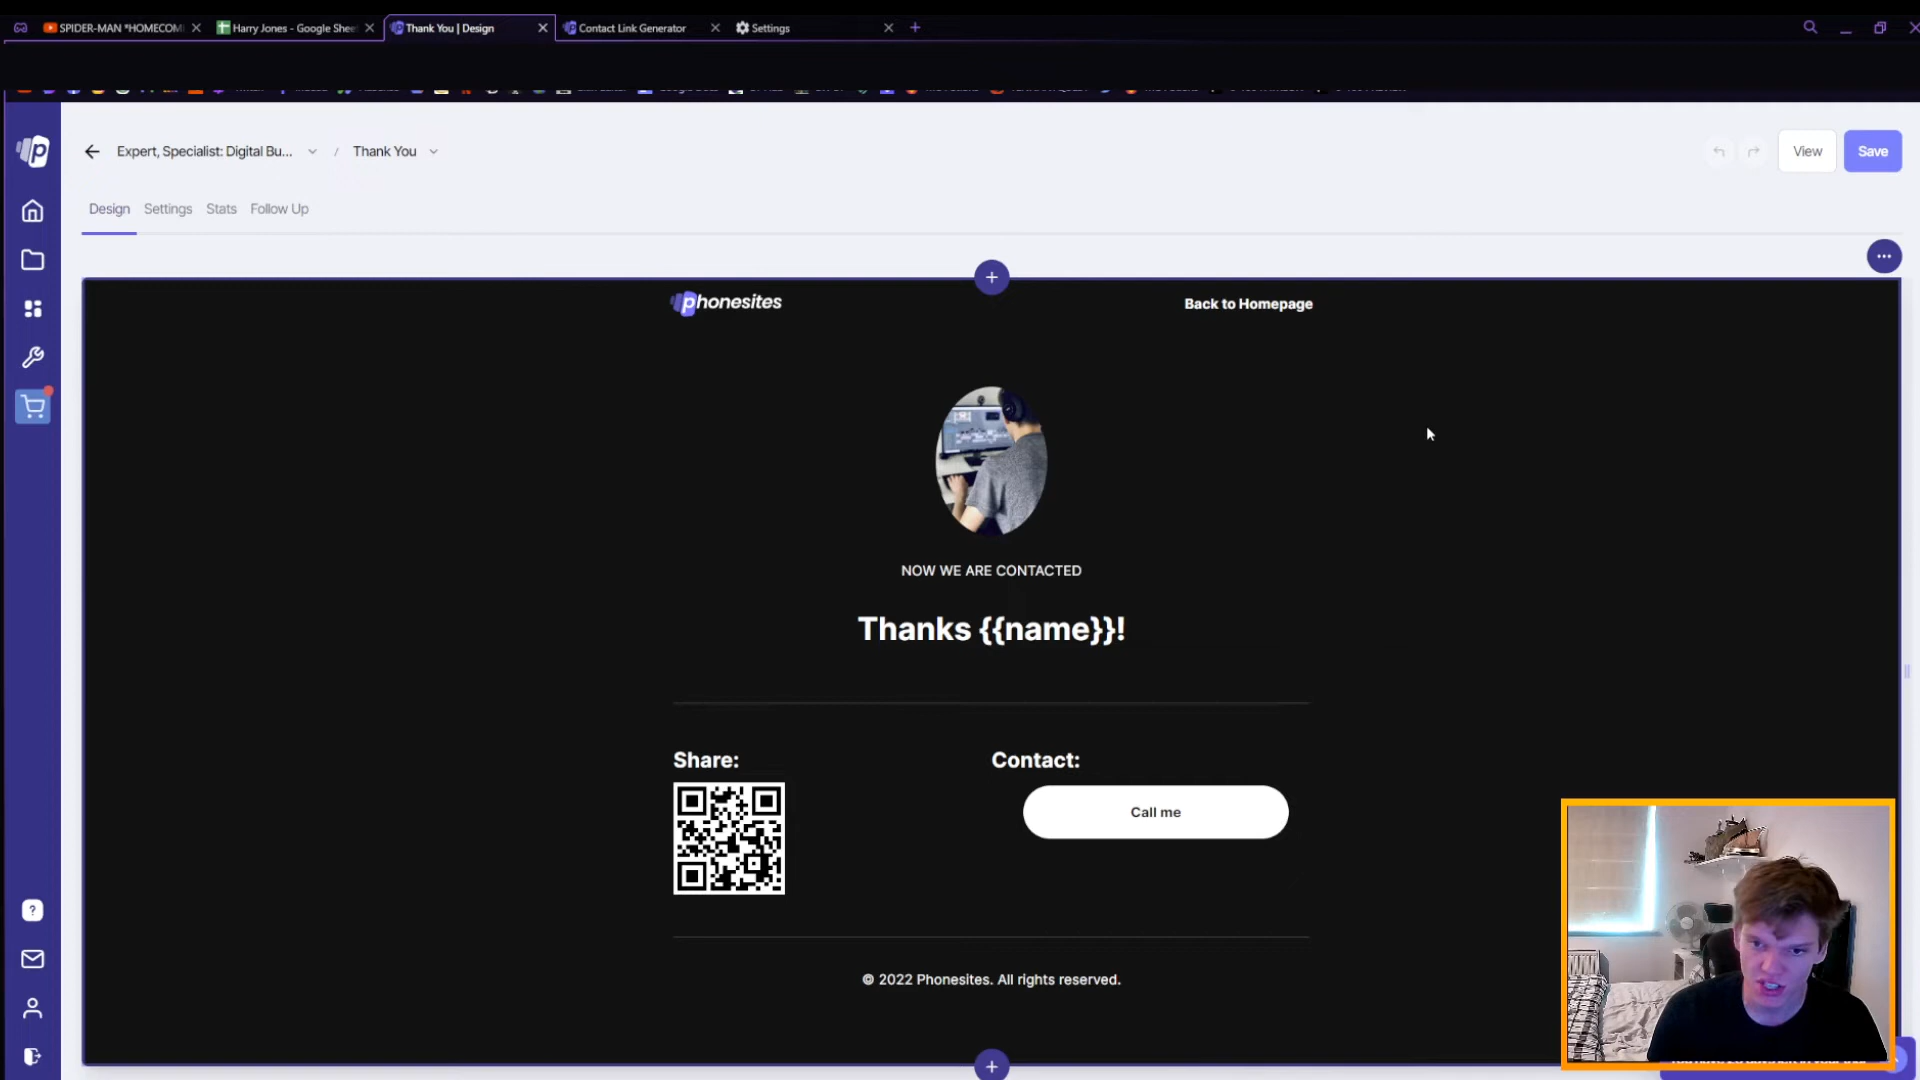 SPIDER-MAN *HOMECOM
Harry Jones - Google Shee
Thank You | Design
Contact Link Generator
Settings
Expert, Specialist: Digital Bu... / Thank You
View
Save
Design
Settings
Stats
Follow Up
phonesites
Back to Homepage
NOW WE ARE CONTACTED
Thanks {{name}}!
Share:
Contact:
Call me
© 2022 Phonesites. All rights reserved.